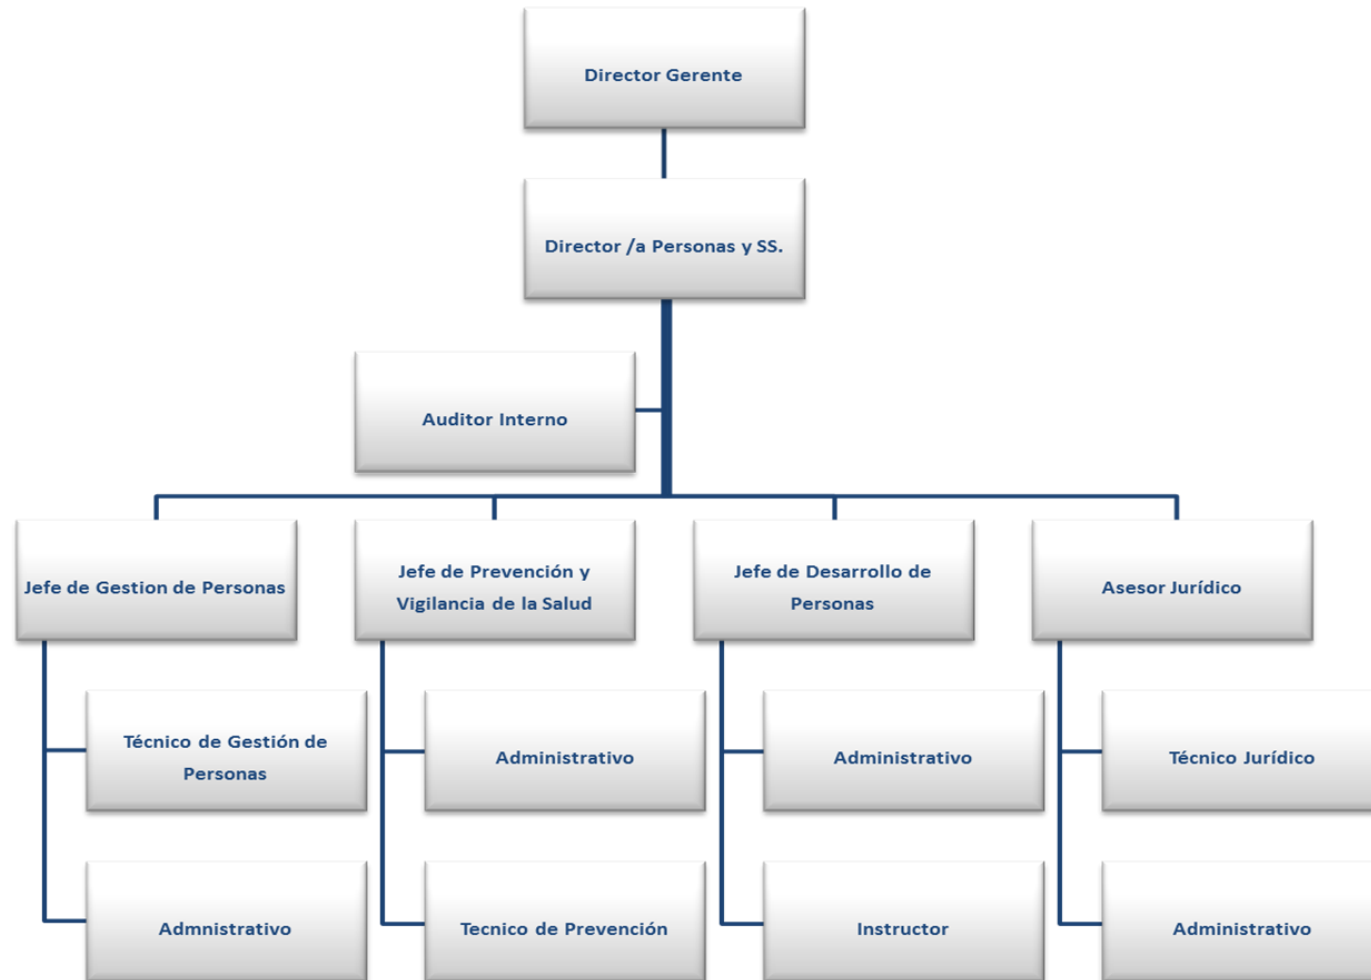 Director Gerente
Director /a Personas y SS.
Auditor Interno
Jefe de Gestion de Personas
Jefe de Prevención y
Vigilancia de la Salud
Jefe de Desarrollo de
Personas
Asesor Jurídico
Técnico de Gestión de
Personas
Administrativo
Administrativo
Técnico Jurídico
Admnistrativo
Tecnico de Prevención
Instructor
Administrativo